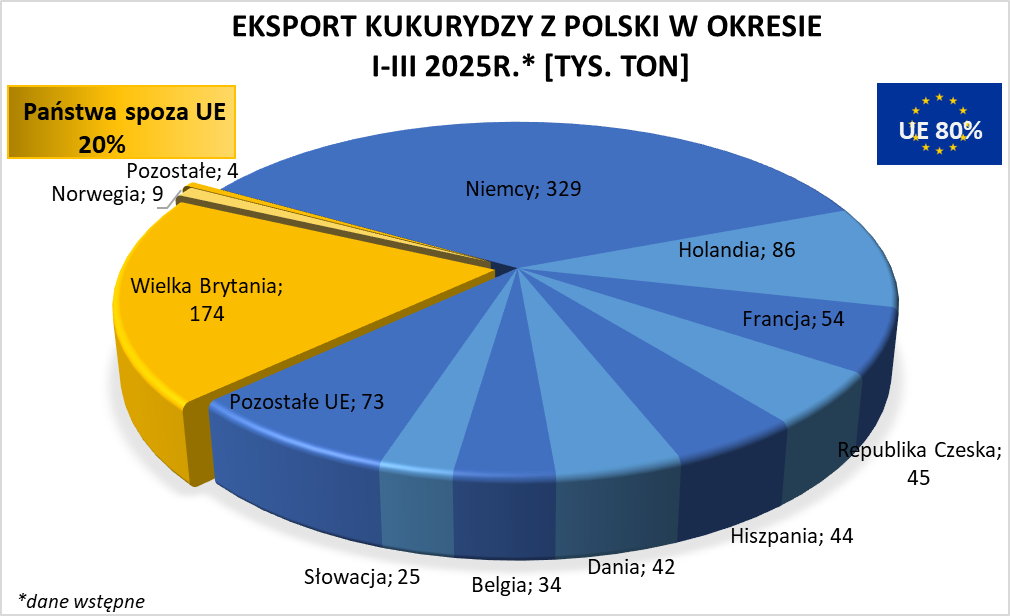 EKSPORT KUKURYDZY Z POLSKI W OKRESIE
I-III 2025R.* [TYS. TON]
Państwa spoza UE
20%
UE 80%
Pozostałe; 4
Norwegia; 9
Niemcy; 329
Holandia; 86
Wielka Brytania;
174
Francja; 54
Pozostałe UE; 73
Republika Czeska;
45
Hiszpania; 44
Dania; 42
Belgia; 34
Słowacja; 25
*dane wstępne